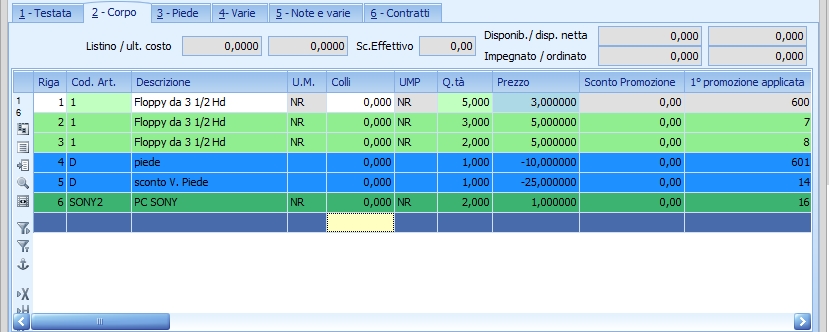 1 - Testata 2 - Corpo 3 - Piede 4- Varie 5 - Note e varie 6 - Contratti
Listino / ult. costo 0,0000 0,0000 Sc.Effettivo 0,00 Disponib./ disp. netta 0,000 0,000
Impegnato / ordinato 0,000 0,000
Riga Cod. Art. Descrizione U.M. Colli UMP Q.tà Prezzo Sconto Promozione 1° promozione applicata
1 1 Floppy da 3 1/2 Hd NR 0,000 NR 5,000 3,000000 0,00 600
2 1 Floppy da 3 1/2 Hd NR 0,000 NR 3,000 5,000000 0,00 7
3 1 Floppy da 3 1/2 Hd NR 0,000 NR 2,000 5,000000 0,00 8
4 D piede 0,000 1,000 -10,000000 0,00 601
5 D sconto V. Piede 0,000 1,000 -25,000000 0,00 14
6 SONY2 PC SONY NR 0,000 NR 2,000 1,000000 0,00 16
1
6